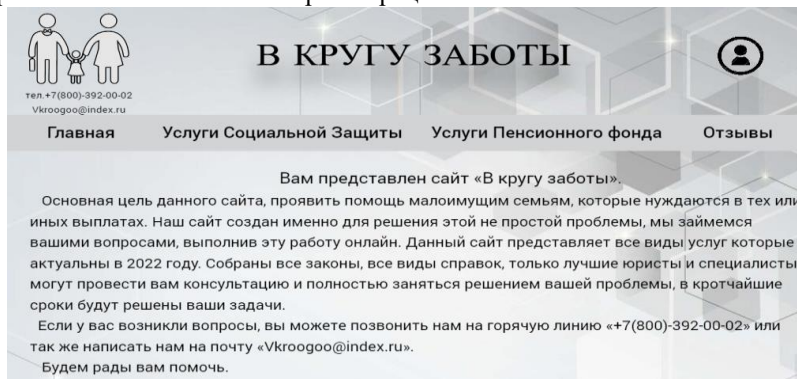 В КРУГУ ЗАБОТЫ
тел.+7(800)-392-00-02
Vkroogoo@index.ru
Главная Услуги Социальной Защиты Услуги Пенсионного фонда Отзывы
Вам представлен сайт «В кругу заботы».
Основная цель данного сайта, проявить помощь малоимущим семьям, которые нуждаются в тех или
иных выплатах. Наш сайт создан именно для решения этой не простой проблемы, мы займемся
вашими вопросами, выполнив эту работу онлайн. Данный сайт представляет все виды услуг которые
актуальны в 2022 году. Собраны все законы, все виды справок, только лучшие юристы и специалисты
могут провести вам консультацию и полностью заняться решением вашей проблемы, в кротчайшие
сроки будут решены ваши задачи.
Если у вас возникли вопросы, вы можете позвонить нам на горячую линию «+7(800)-392-00-02» или
так же написать нам на почту «Vkroogoo@index.ru».
Будем рады вам помочь.